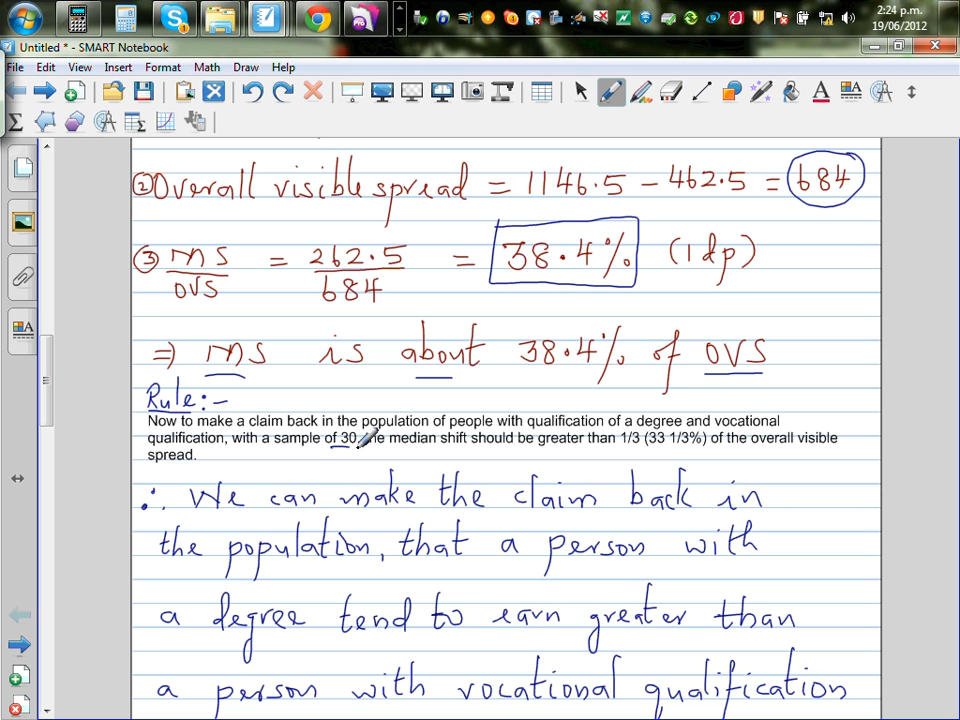 2:24 p.m.
19/06/2012
Untitled * - SMART Notebook
File Edit View Insert Format Math Draw Help
② Overall visible spread = 1146.5 - 462.5 = 684
③ MS/OVS = 262.5/684 = 38.4% (1dp)
⇒ MS is about 38.4% of OVS
Rule:-
Now to make a claim back in the population of people with qualification of a degree and vocational
qualification, with a sample of 30, the median shift should be greater than 1/3 (33 1/3%) of the overall visible
spread.
∴ We can make the claim back in
the population, that a person with
a degree tend to earn greater than
a person with vocational qualification